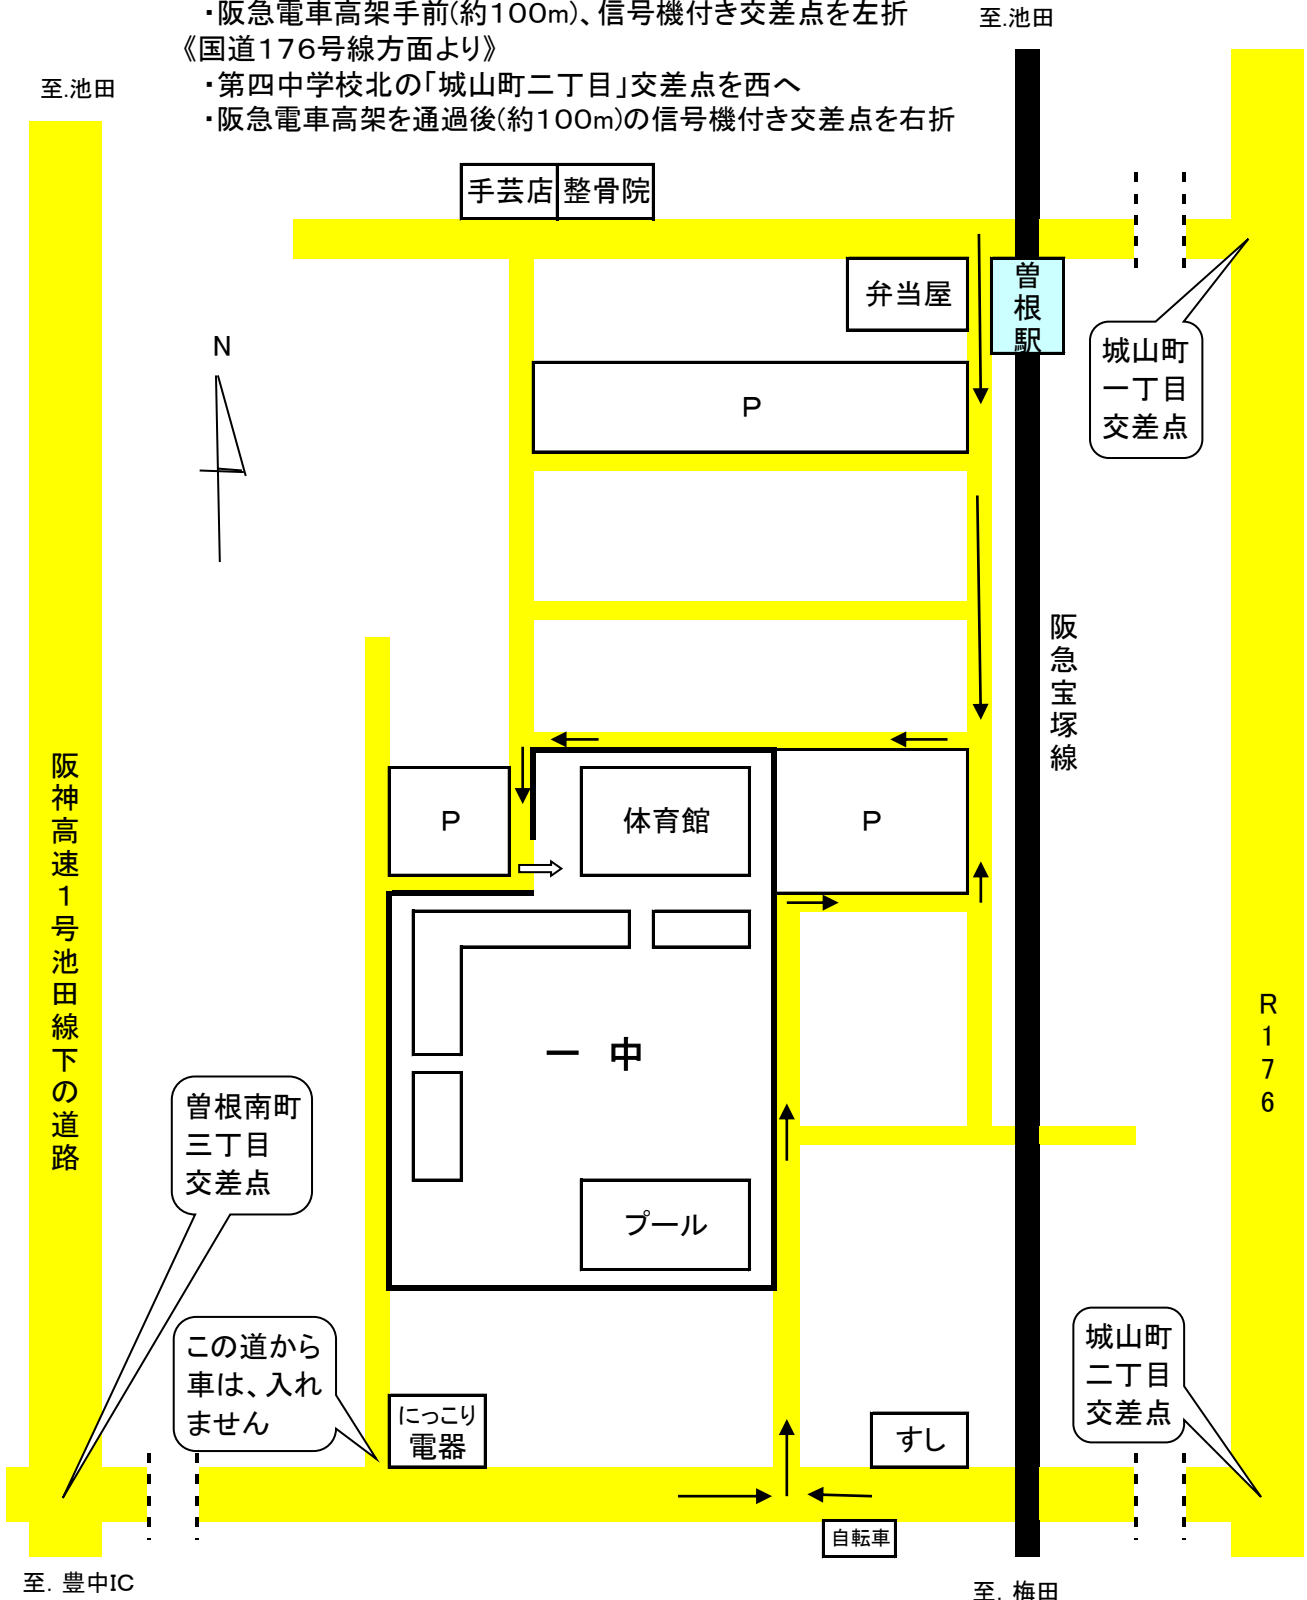 ・阪急電車高架手前(約100m)、信号機付き交差点を左折
至.池田
《国道176号線方面より》
・第四中学校北の「城山町二丁目」交差点を西へ
至.池田
・阪急電車高架を通過後(約100m)の信号機付き交差点を右折
手芸店
整骨院
弁当屋
曽根駅
城山町
一丁目
交差点
N
P
阪急宝塚線
阪神高速1号池田線下の道路
P
体育館
P
R176
一 中
曽根南町
三丁目
交差点
プール
この道から
車は、入れ
ません
城山町
二丁目
交差点
にっこり
電器
すし
自転車
至. 豊中IC
至. 梅田